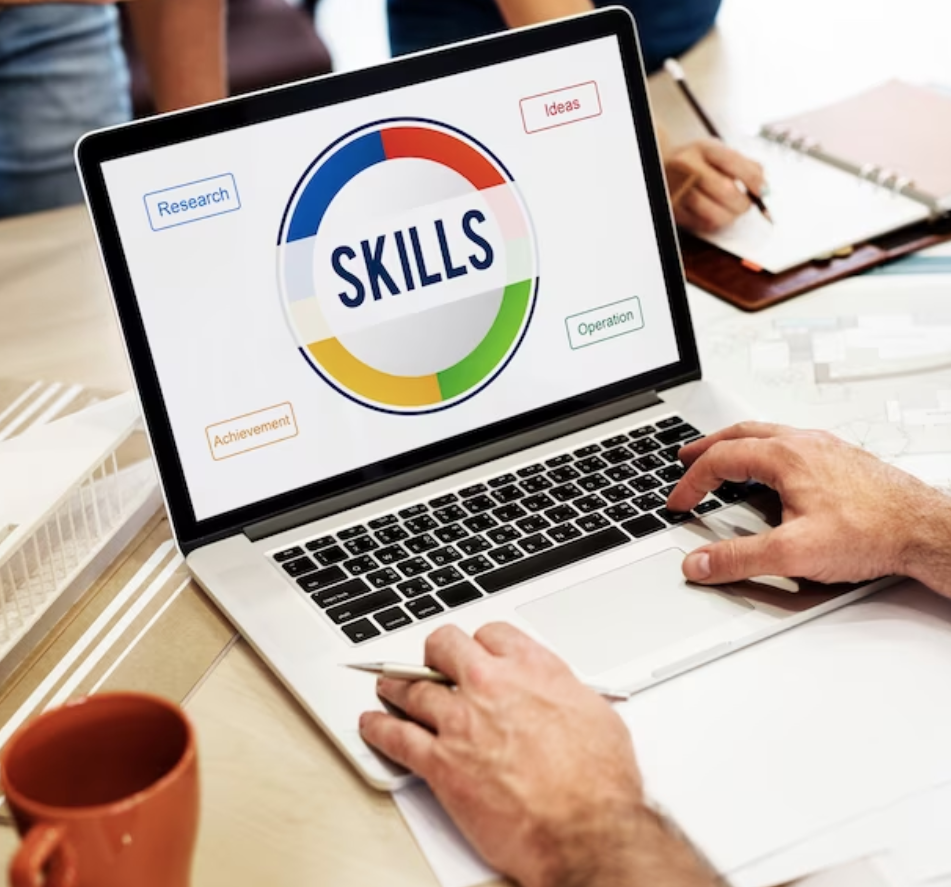 Ideas
Research
SKILLS
Operation
Achievement